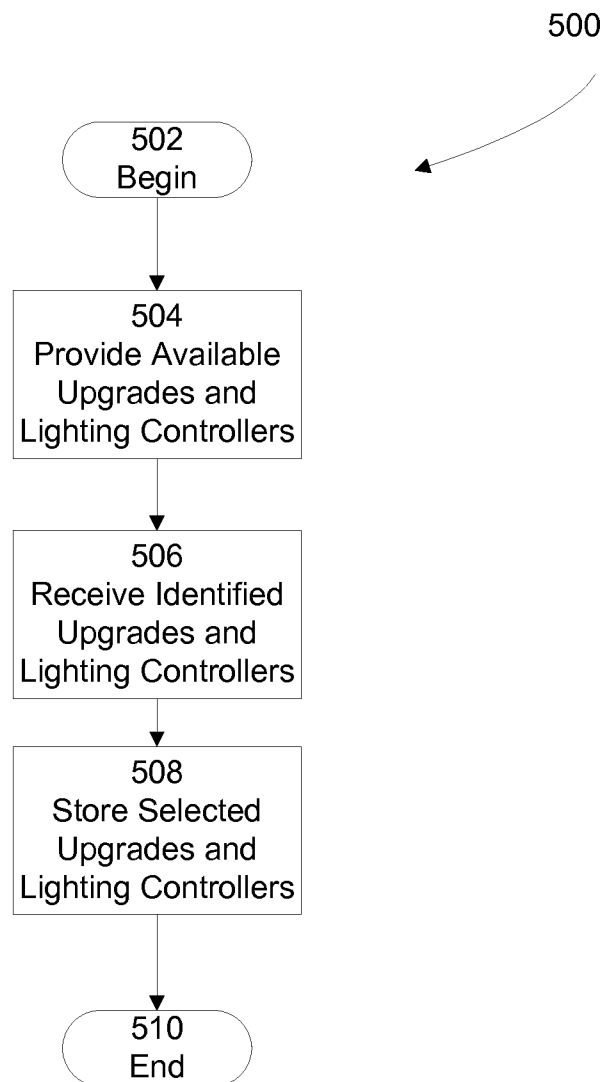 500
502
Begin
504
Provide Available
Upgrades and
Lighting Controllers
506
Receive Identified
Upgrades and
Lighting Controllers
508
Store Selected
Upgrades and
Lighting Controllers
510
End